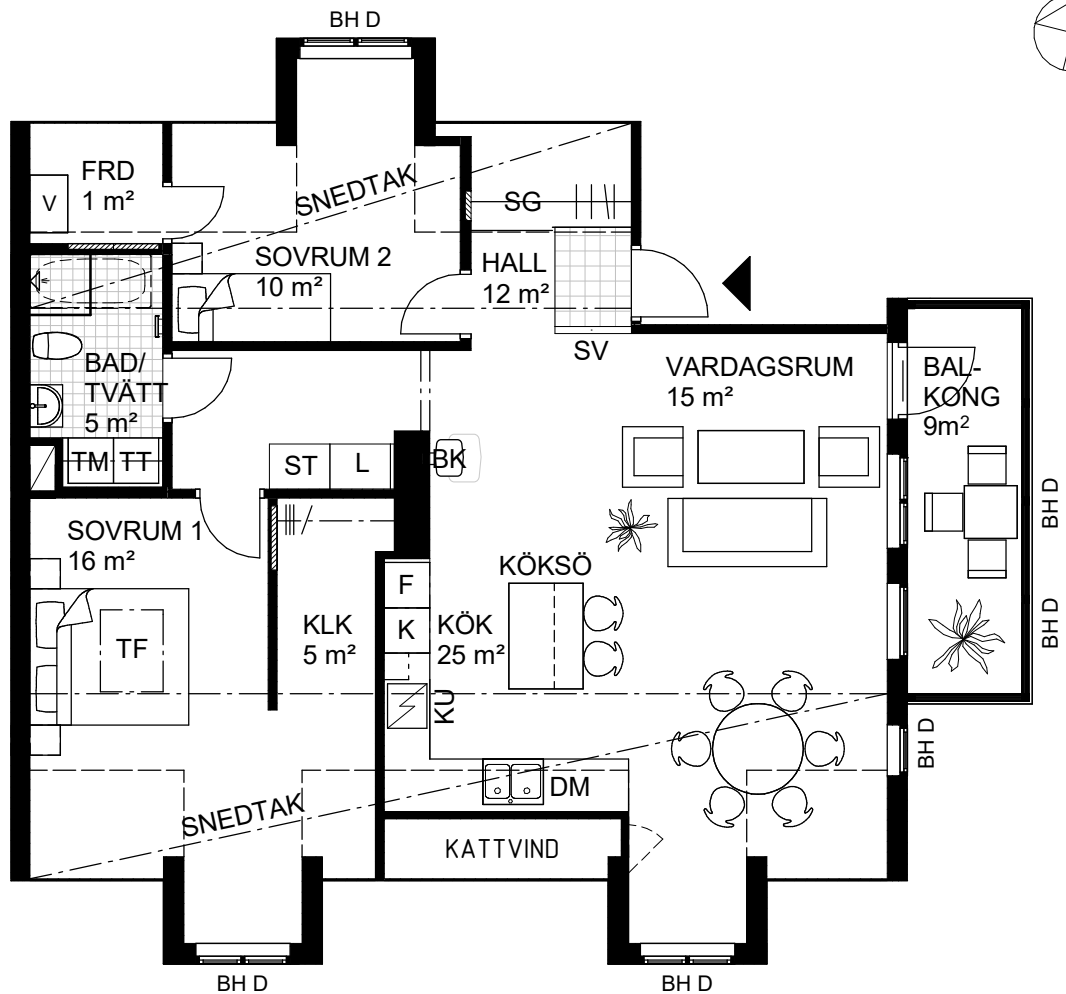 BH D
FRD
1 m²
V
SNEDTAK
SG
SOVRUM 2
10 m²
HALL
12 m²
SV
BAD/
TVÄTT
5 m²
TM TT
VARDAGSRUM
15 m²
BAL-
KONG
9m²
ST L
BK
BH D
SOVRUM 1
16 m²
TF
KLK
5 m²
F
K
KÖK
25 m²
KÖKSÖ
KU
BH D
BH D
DM
SNEDTAK
KATTVIND
BH D
BH D